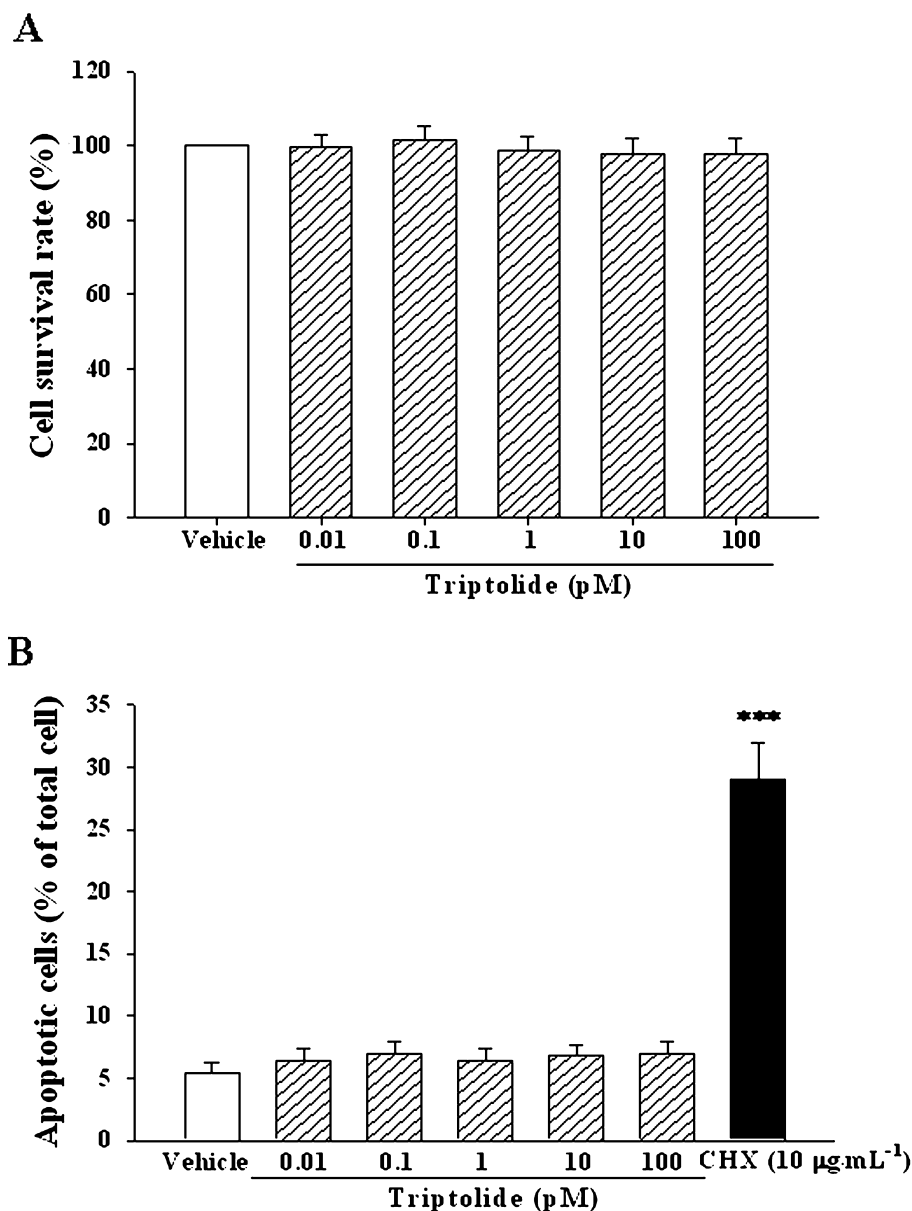 A
Cell survival rate (%)
120
100
80
60
40
20
0
Vehicle 0.01 0.1 1 10 100
Triptolide (pM)
B
Apoptotic cells (% of total cell)
35
30
25
20
15
10
5
0
***
Vehicle 0.01 0.1 1 10 100 CHX (10 µg.mL⁻¹)
Triptolide (pM)